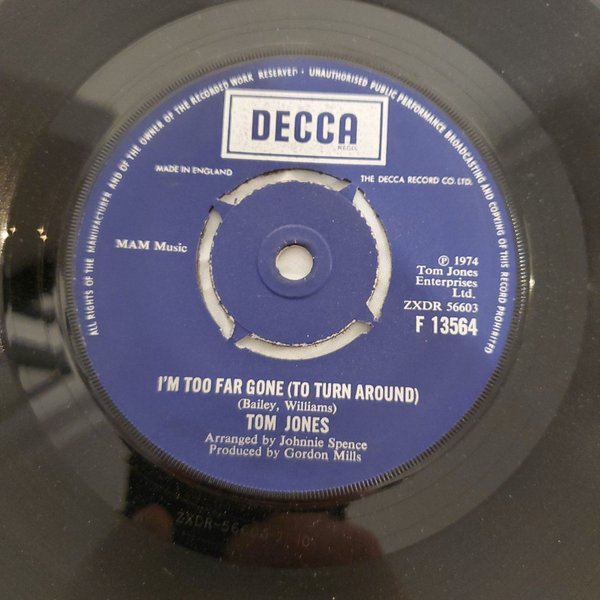 ALL RIGHTS OF THE MANUFACTURER AND OF THE OWNER OF THE RECORDED WORK RESERVED · UNAUTHORISED PUBLIC PERFORMANCE BROADCASTING AND COPYING OF THIS RECORD PROHIBITED
DECCA
REGD.
MADE IN ENGLAND
THE DECCA RECORD CO. LTD.
MAM Music
℗ 1974
Tom Jones
Enterprises
Ltd.
ZXDR 56603
F 13564
I'M TOO FAR GONE (TO TURN AROUND)
(Bailey, Williams)
TOM JONES
Arranged by Johnnie Spence
Produced by Gordon Mills